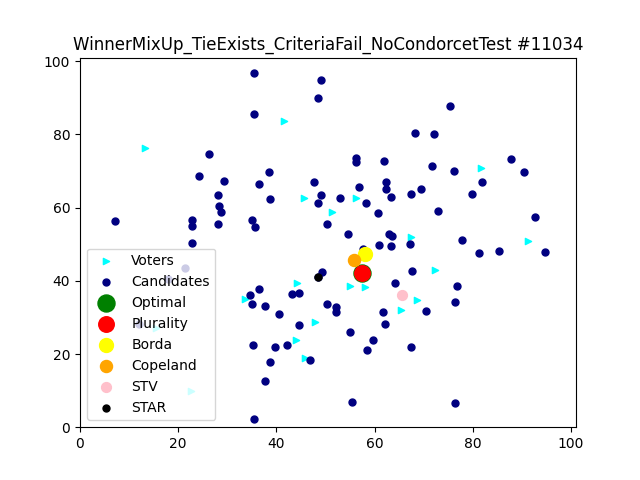 WinnerMixUp_TieExists_CriteriaFail_NoCondorcetTest #11034
100
80
60
40
20
0
Voters
Candidates
Optimal
Plurality
Borda
Copeland
STV
STAR
0 20 40 60 80 100